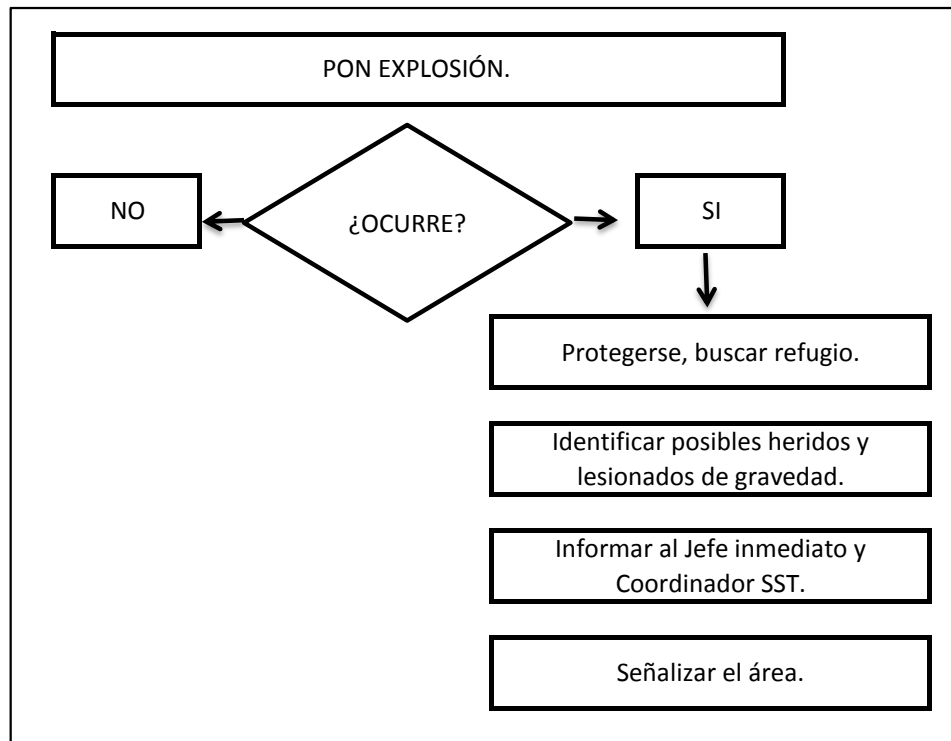 PON EXPLOSIÓN.
NO
¿OCURRE?
SI
Protegerse, buscar refugio.
Identificar posibles heridos y
lesionados de gravedad.
Informar al Jefe inmediato y
Coordinador SST.
Señalizar el área.